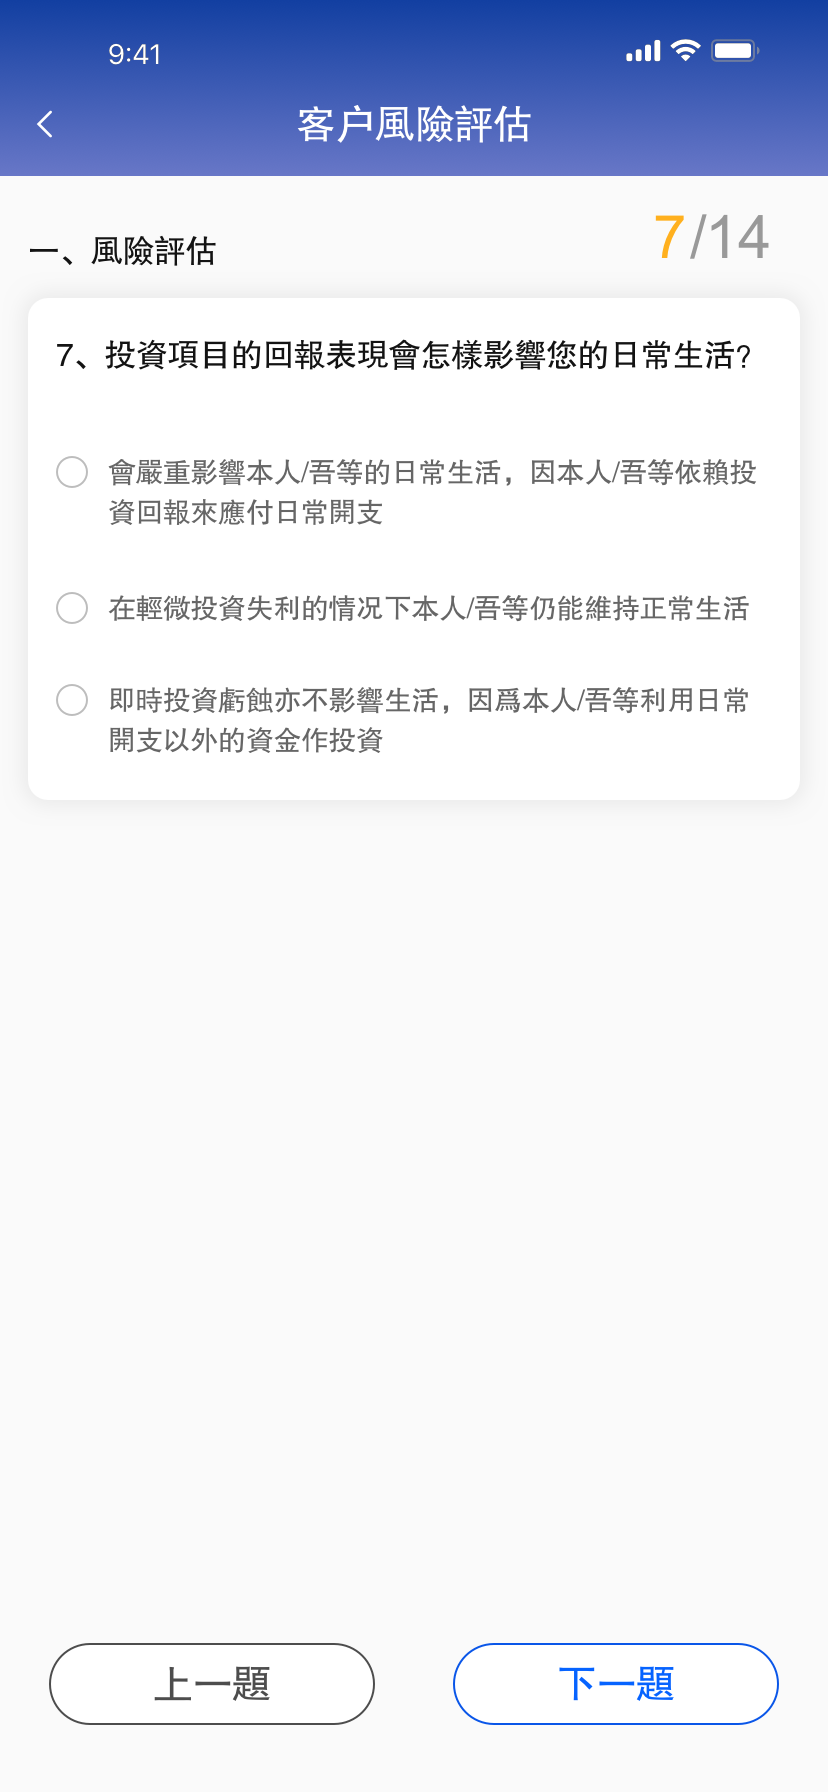 9:41
客户風險評估
一、風險評估
7/14
7、投資項目的回報表現會怎樣影響您的日常生活?
會嚴重影響本人/吾等的日常生活，因本人/吾等依賴投
資回報來應付日常開支
在輕微投資失利的情况下本人/吾等仍能維持正常生活
即時投資虧蝕亦不影響生活，因爲本人/吾等利用日常
開支以外的資金作投資
上一題
下一題